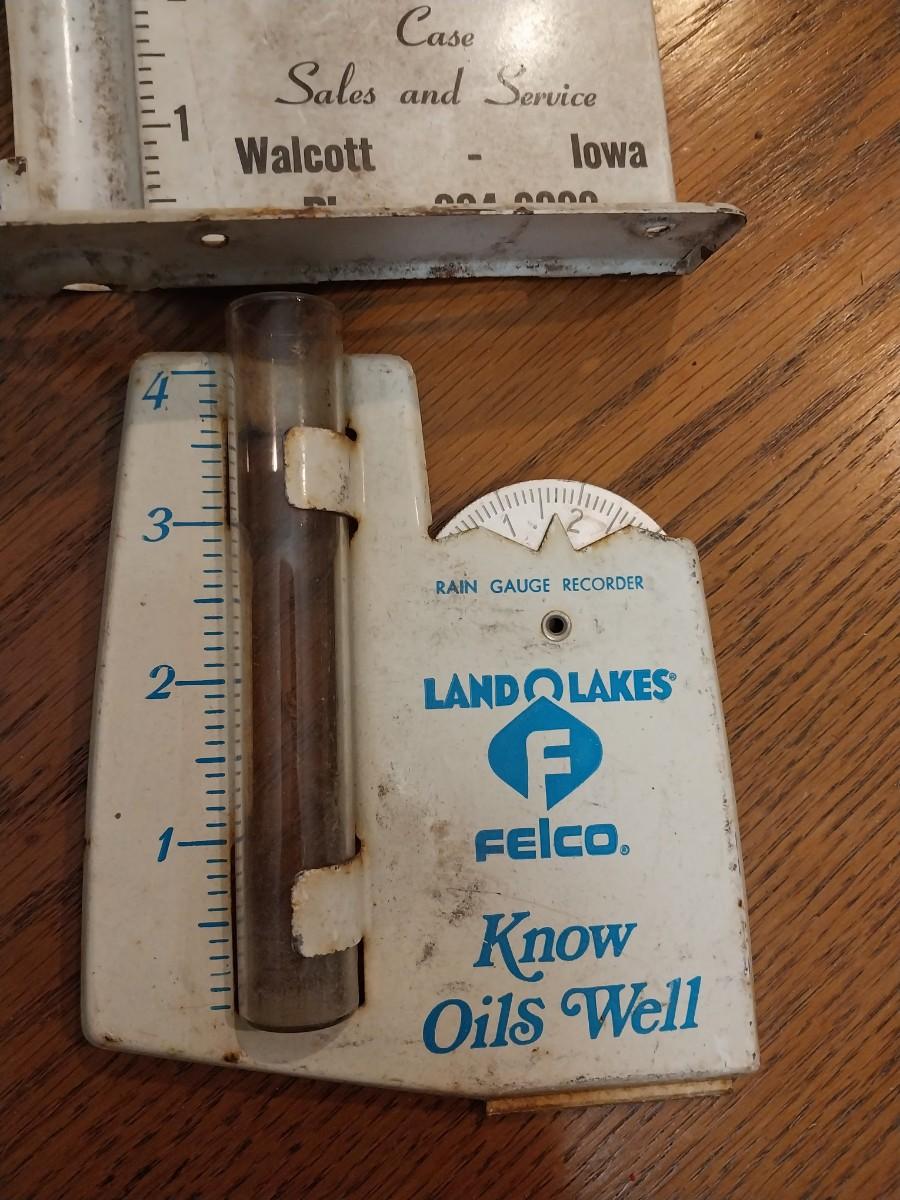 Case
Sales and Service
1
Walcott - Iowa
4
3
2
1
1 2
RAIN GAUGE RECORDER
LAND O LAKES®
F
FELCO®
Know
Oils Well